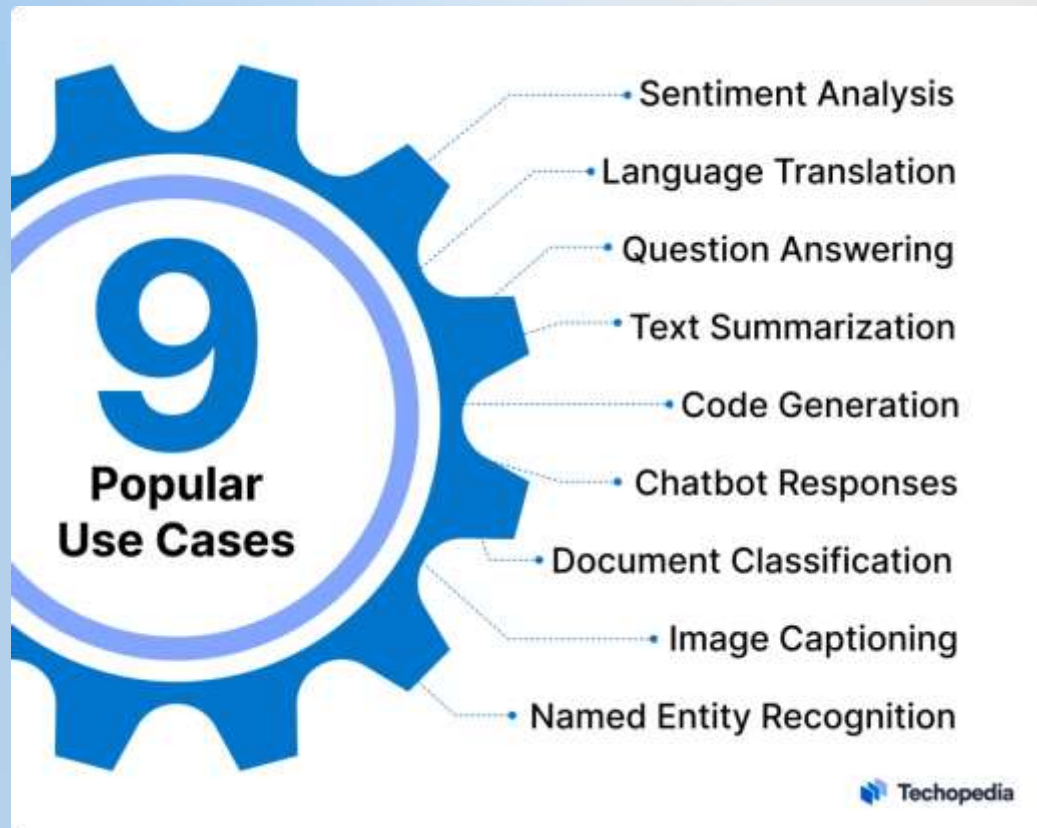 9
Popular
Use Cases
Sentiment Analysis
Language Translation
Question Answering
Text Summarization
Code Generation
Chatbot Responses
Document Classification
Image Captioning
Named Entity Recognition
Techopedia